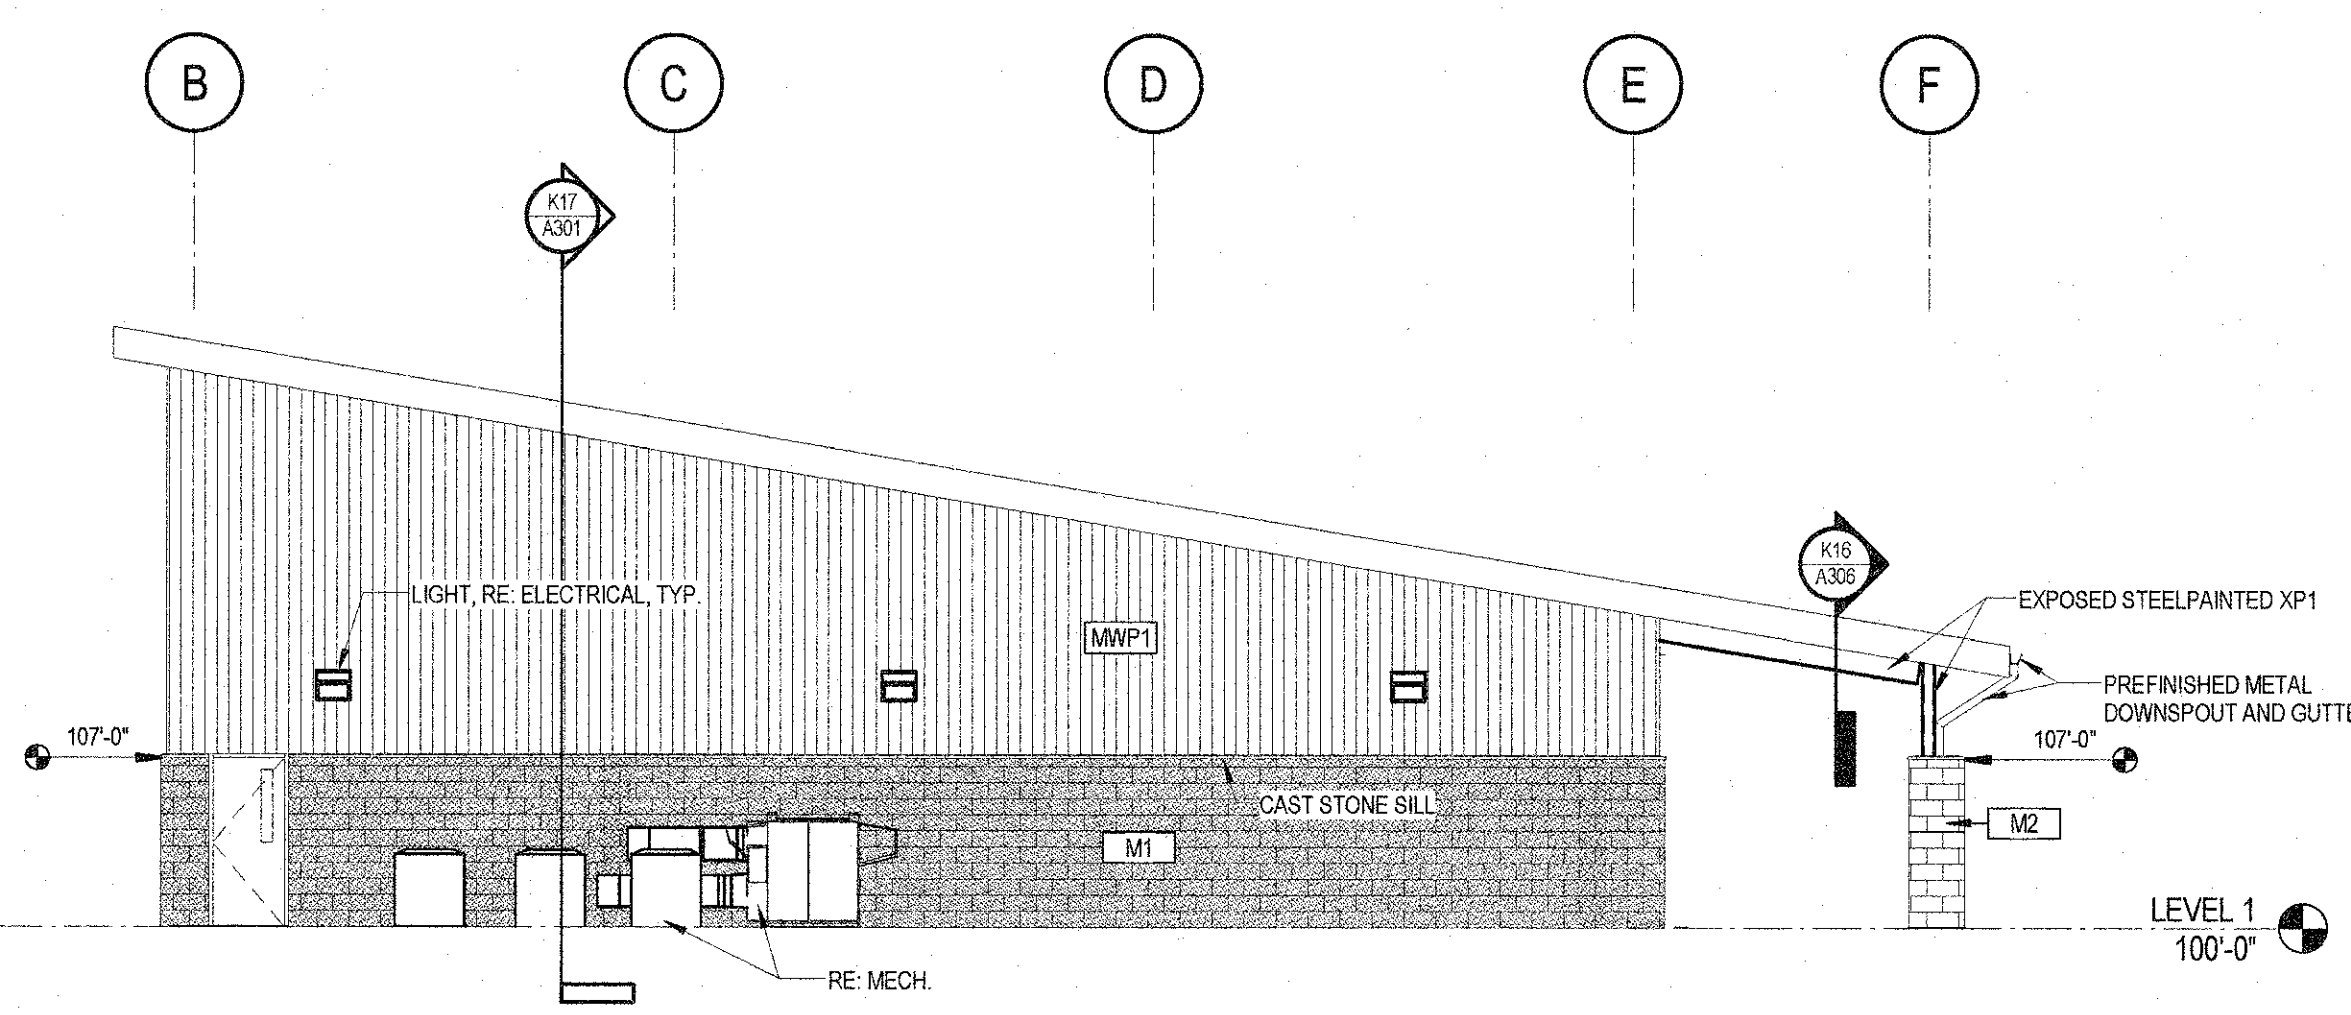 B
C
D
E
F
K17
A301
K16
A306
EXPOSED STEELPAINTED XP1
LIGHT, RE: ELECTRICAL, TYP.
MWP1
PREFINISHED METAL
DOWNSPOUT AND GUTTE
107'-0"
107'-0"
CAST STONE SILL
M2
M1
LEVEL 1
100'-0"
RE: MECH.